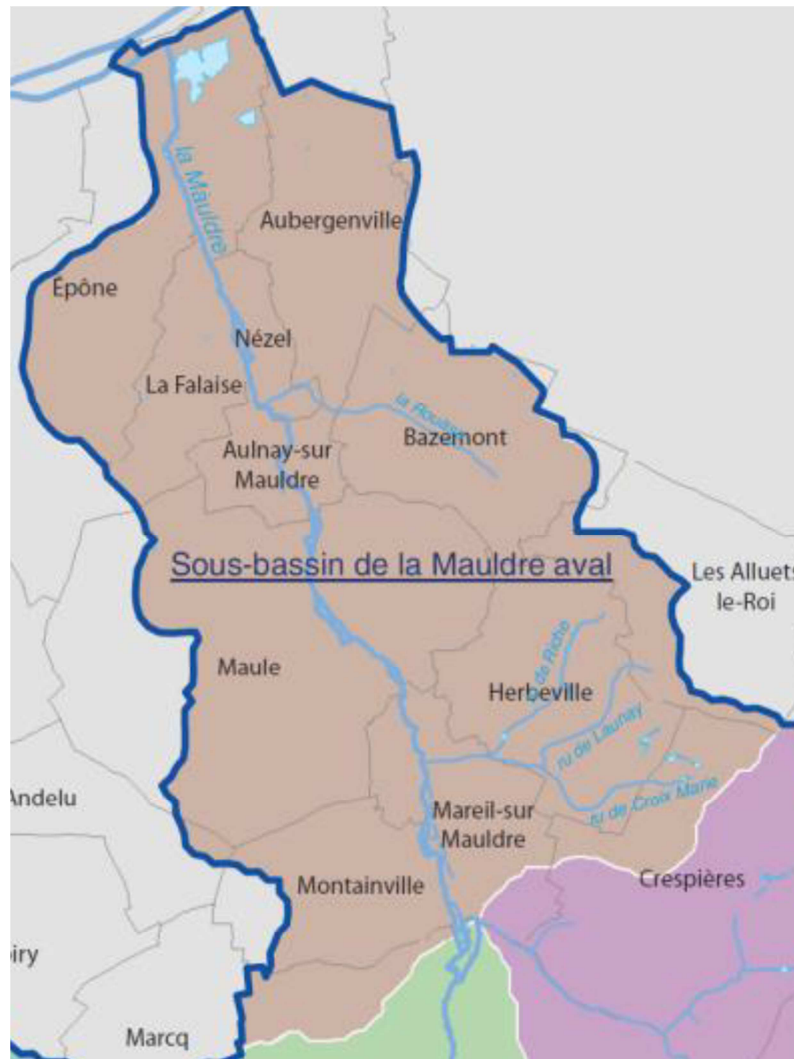 la Mauldre
Aubergenville
Épône
Nézel
La Falaise
la Rouase
Bazemont
Aulnay-sur
Mauldre
Sous-bassin de la Mauldre aval
Les Alluets
le-Roi
de Riche
Maule
Herbeville
ru de Launay
ru de Croix Marie
Andelu
Mareil-sur
Mauldre
Crespières
Montainville
iry
Marcq